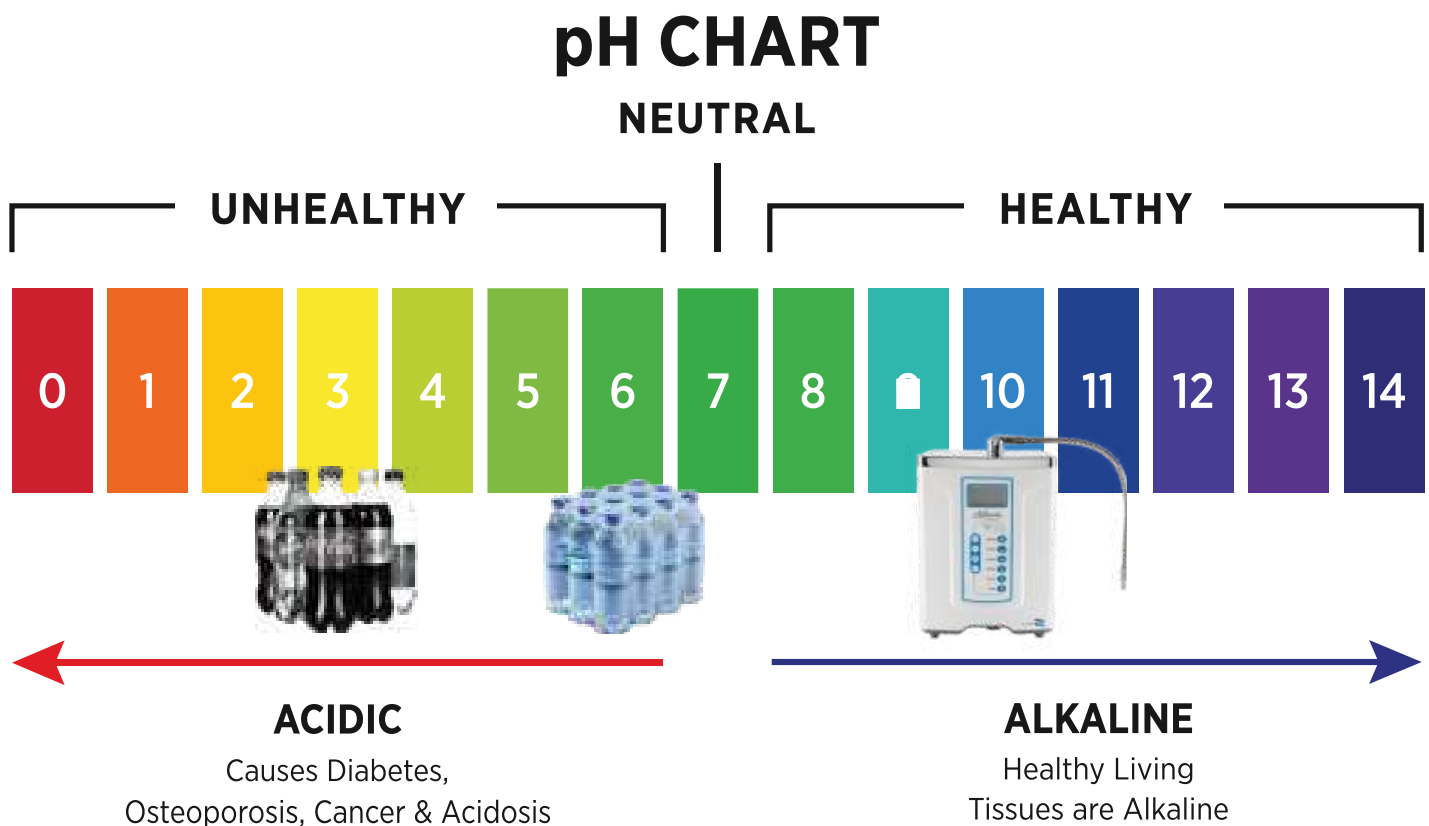 pH CHART
NEUTRAL
UNHEALTHY HEALTHY
0 1 2 3 4 5 6 7 8 10 11 12 13 14
ACIDIC
Causes Diabetes,
Osteoporosis, Cancer & Acidosis
ALKALINE
Healthy Living
Tissues are Alkaline